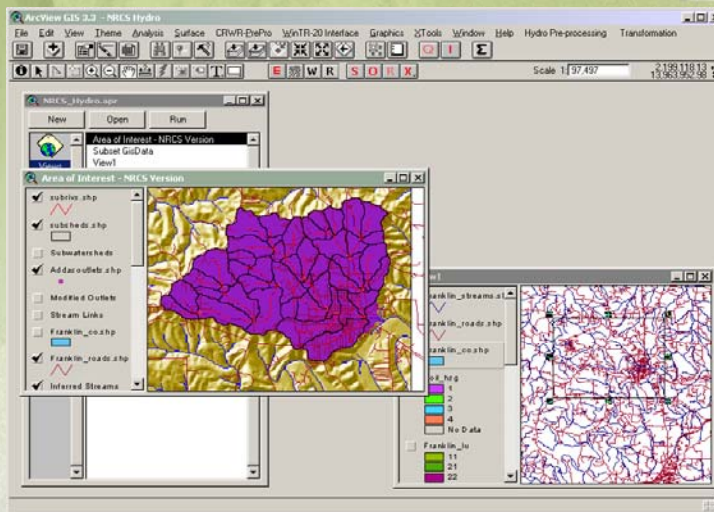 ArcView GIS 3.3 - NRCS Hydro
File Edit View Theme Analysis Surface CRWR-PrePro WinTR-20 Interface Graphics XTools Window Help Hydro Pre-processing Transformation
Q I Σ
T E W R S O R X
Scale 1: 97,497
2,199,118.13
13,963,952.98
NRCS_Hydro.apr
New Open Run
Area of Interest - NRCS Version
Subset GisData
View1
Views
Area of Interest - NRCS Version
subrivs.shp
subsheds.shp
Subwatersheds
Addasoutlets.shp
Modified Outlets
Stream Links
Franklin_co.shp
Franklin_roads.shp
Inferred Streams
Franklin_roads.shp
Franklin_co.shp
1
2
3
4
No Data
Franklin_lu
11
21
22